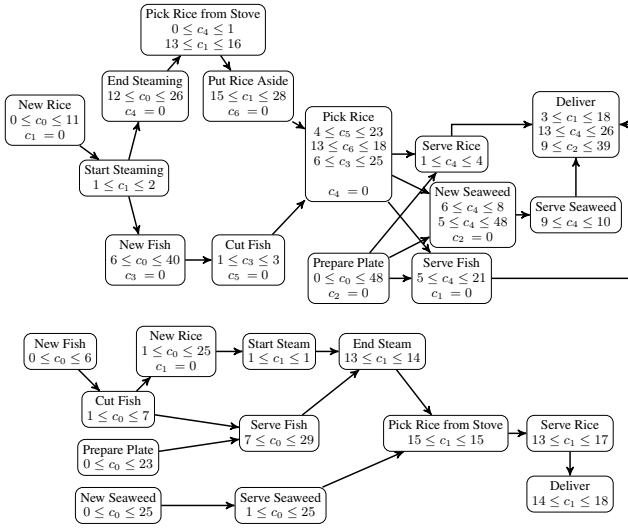 Pick Rice from Stove
0 ≤ c₄ ≤ 1
13 ≤ c₁ ≤ 16
End Steaming
12 ≤ c₀ ≤ 26
c₄ = 0
Put Rice Aside
15 ≤ c₁ ≤ 28
c₆ = 0
New Rice
0 ≤ c₀ ≤ 11
c₁ = 0
Start Steaming
1 ≤ c₁ ≤ 2
Pick Rice
4 ≤ c₅ ≤ 23
13 ≤ c₆ ≤ 18
6 ≤ c₃ ≤ 25
c₄ = 0
Deliver
3 ≤ c₁ ≤ 18
13 ≤ c₄ ≤ 26
9 ≤ c₂ ≤ 39
Serve Rice
1 ≤ c₄ ≤ 4
New Seaweed
6 ≤ c₄ ≤ 8
5 ≤ c₄ ≤ 48
c₂ = 0
Serve Seaweed
9 ≤ c₄ ≤ 10
New Fish
6 ≤ c₀ ≤ 40
c₃ = 0
Cut Fish
1 ≤ c₃ ≤ 3
c₅ = 0
Prepare Plate
0 ≤ c₀ ≤ 48
c₂ = 0
Serve Fish
5 ≤ c₄ ≤ 21
c₁ = 0
New Fish
0 ≤ c₀ ≤ 6
New Rice
1 ≤ c₀ ≤ 25
c₁ = 0
Start Steam
1 ≤ c₁ ≤ 1
End Steam
13 ≤ c₁ ≤ 14
Cut Fish
1 ≤ c₀ ≤ 7
Serve Fish
7 ≤ c₀ ≤ 29
Pick Rice from Stove
15 ≤ c₁ ≤ 15
Serve Rice
13 ≤ c₁ ≤ 17
Prepare Plate
0 ≤ c₀ ≤ 23
New Seaweed
0 ≤ c₀ ≤ 25
Serve Seaweed
1 ≤ c₀ ≤ 25
Deliver
14 ≤ c₁ ≤ 18